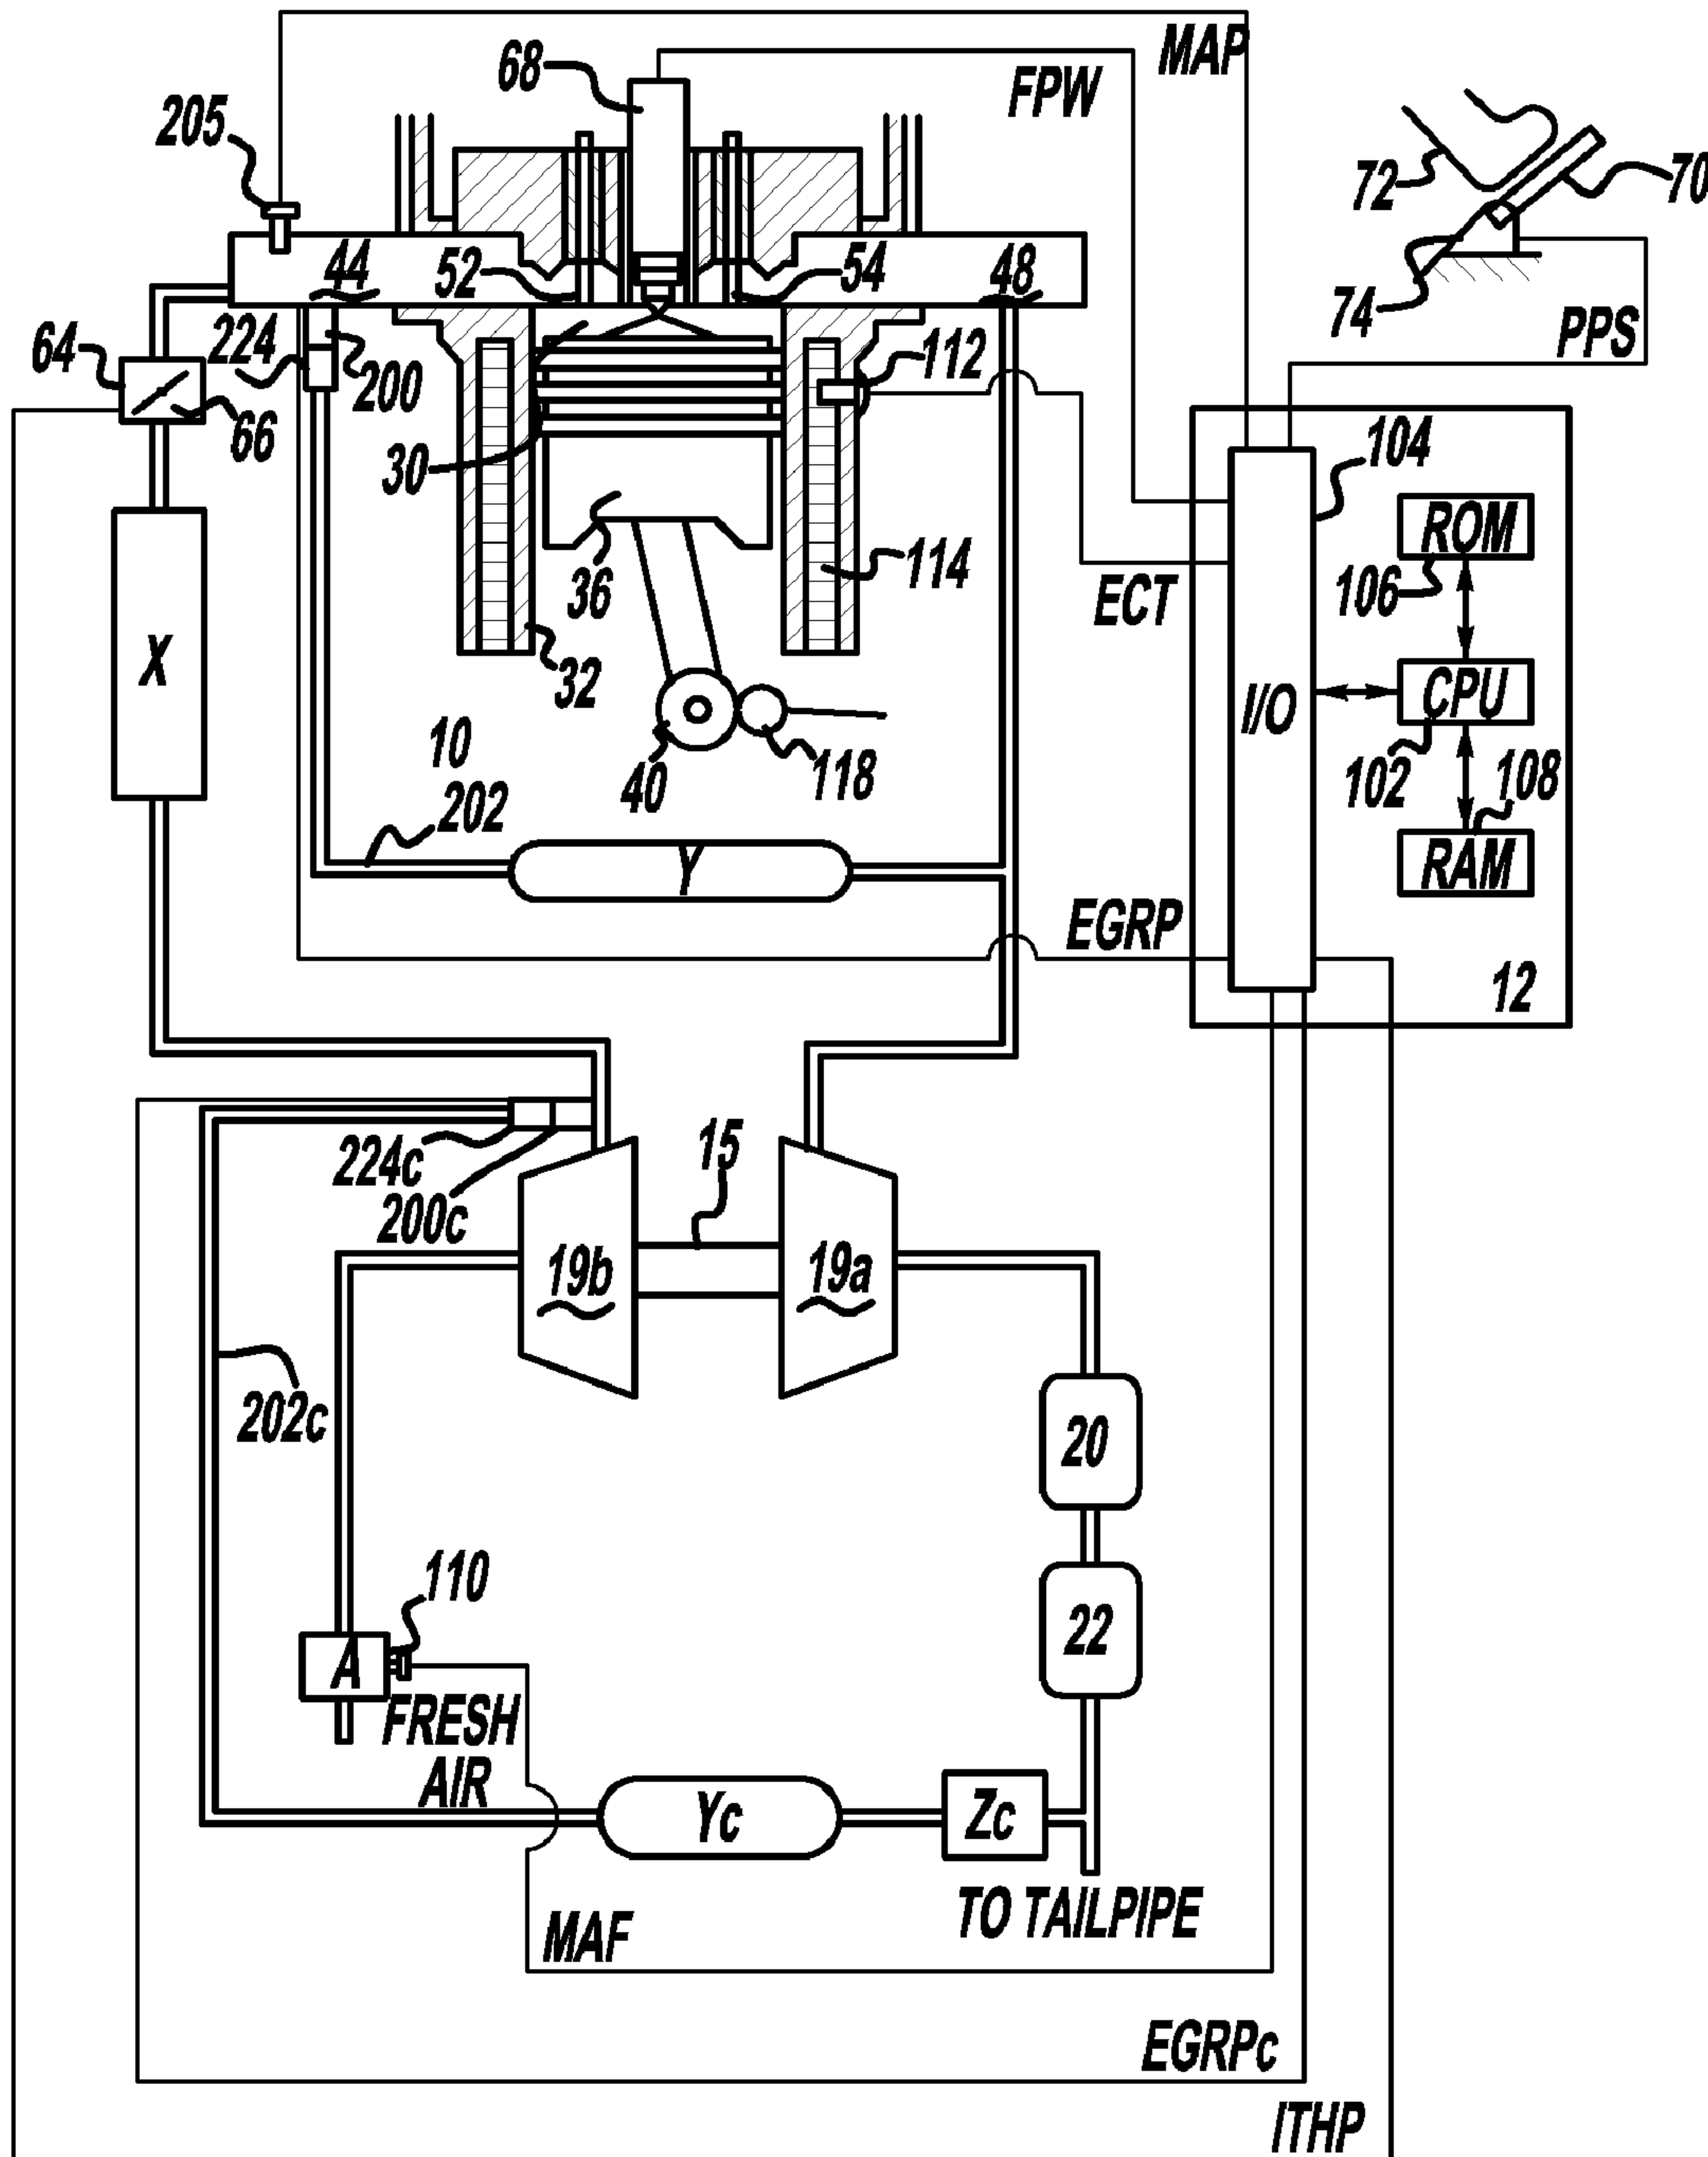 MAP
68
FPW
205
72
70
44
52
54
48
74
PPS
64
224
200
112
66
30
104
ROM
36
114
106
ECT
X
32
CPU
I/O
10
40
118
102
108
202
Y
RAM
EGRP
12
15
224c
200c
19b
19a
202c
20
110
22
A
FRESH
AIR
Yc
Zc
TO TAILPIPE
MAF
EGRPc
ITHP